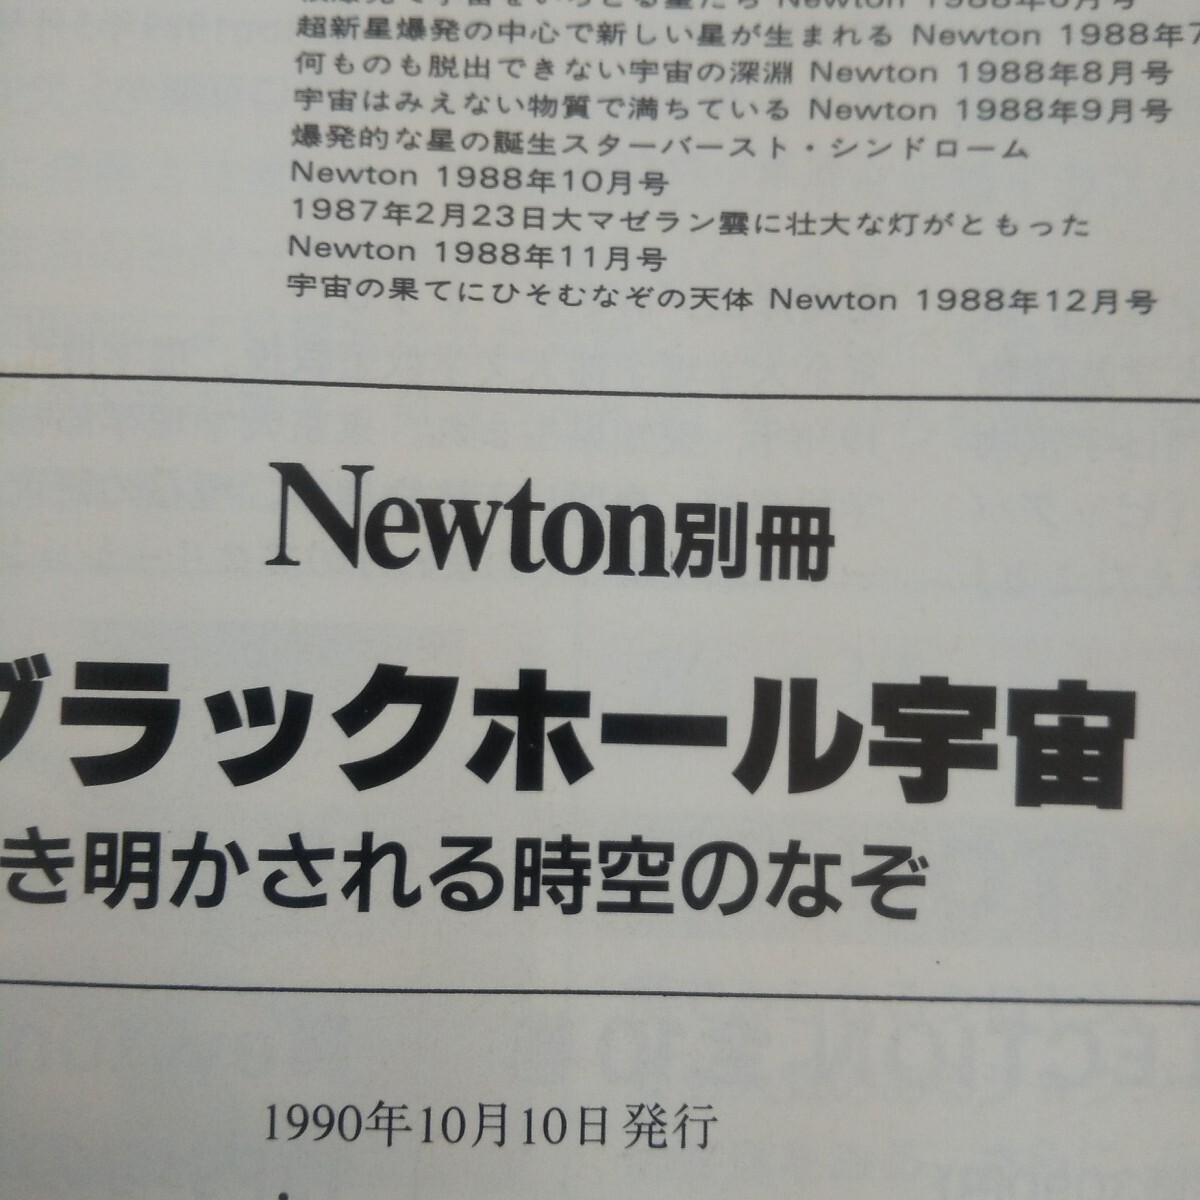 Newton 1988年6月号
超新星爆発の中心で新しい星が生まれる Newton 1988年7
何ものも脱出できない宇宙の深淵 Newton 1988年8月号
宇宙はみえない物質で満ちている Newton 1988年9月号
爆発的な星の誕生スターバースト・シンドローム
Newton 1988年10月号
1987年2月23日大マゼラン雲に壮大な灯がともった
Newton 1988年11月号
宇宙の果てにひそむなぞの天体 Newton 1988年12月号
Newton別冊
ブラックホール宇宙
き明かされる時空のなぞ
1990年10月10日発行